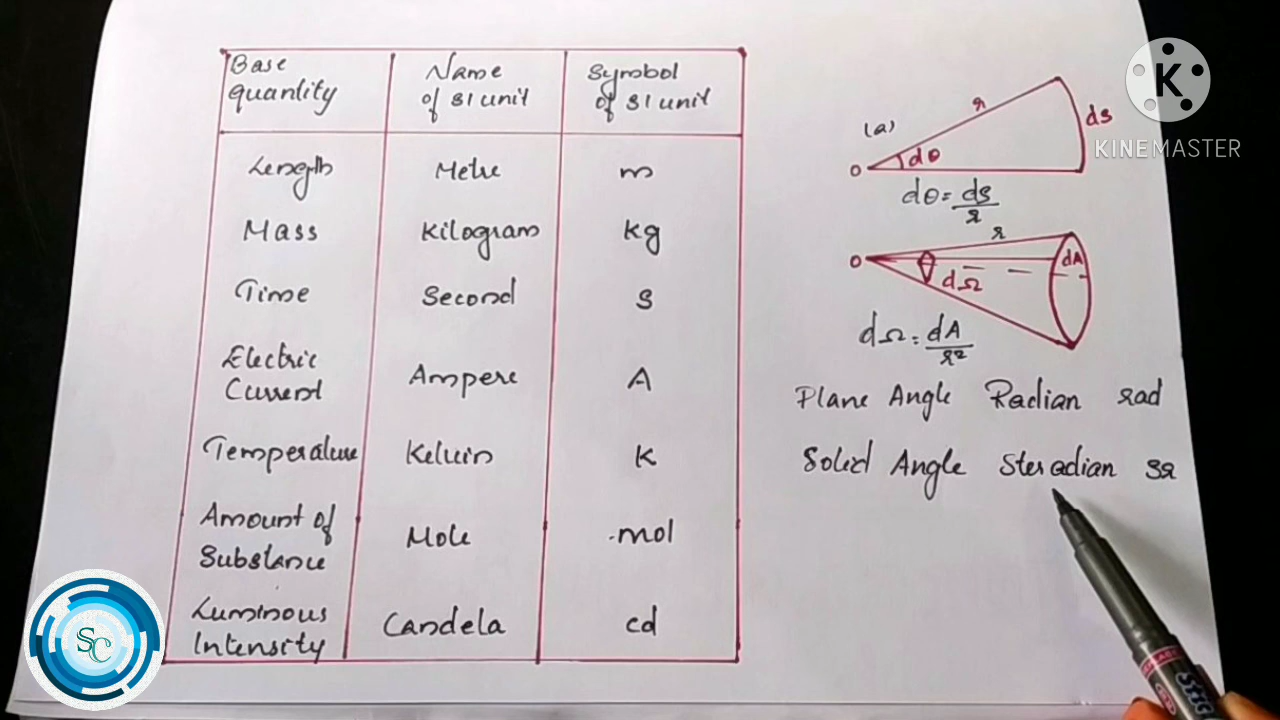 Base quantity
Name of SI unit
Symbol of SI unit
Length Metre m
Mass Kilogram kg
Time Second s
Electric Current Ampere A
Temperature Kelvin K
Amount of Substance Mole mol
Luminous Intensity Candela cd
(a)
r
ds
O
dθ
dθ = ds/r
r
O
dA
dΩ
dΩ = dA/r²
Plane Angle Radian rad
Solid Angle Steradian sr
K
KINEMASTER
SC